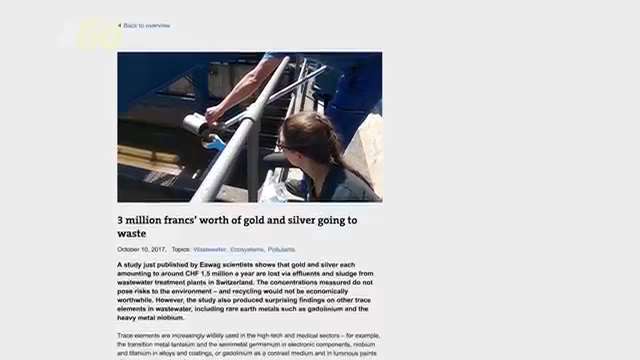 60
Back to overview
3 million francs' worth of gold and silver going to
waste
October 10, 2017, Topics: Wastewater, Ecosystems, Pollutants
A study just published by Eawag scientists shows that gold and silver each
amounting to around CHF 1,5 million a year are lost via effluents and sludge from
wastewater treatment plants in Switzerland. The concentrations measured do not
pose risks to the environment – and recycling would not be economically
worthwhile. However, the study also produced surprising findings on other trace
elements in wastewater, including rare earth metals such as gadolinium and the
heavy metal niobium.
Trace elements are increasingly widely used in the high-tech and medical sectors – for example,
the transition metal tantalum and the semimetal germanium in electronic components, niobium
and titanium in alloys and coatings, or gadolinium as a contrast medium and in luminous paints.